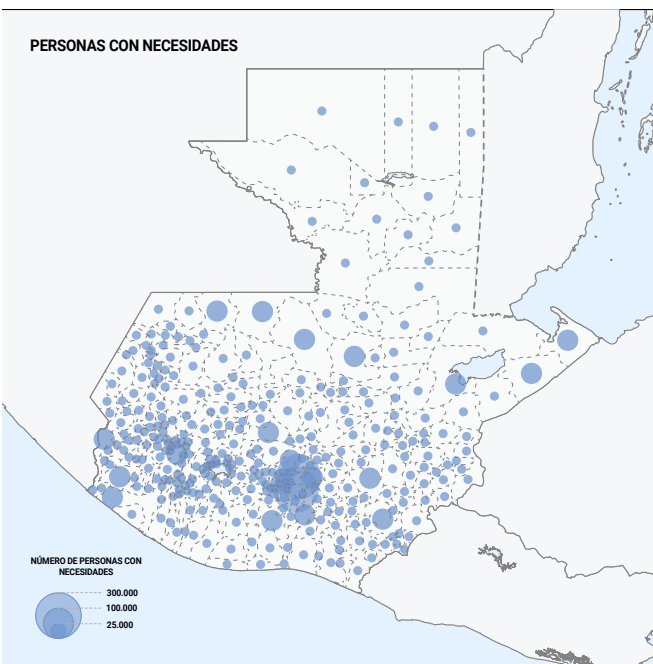 PERSONAS CON NECESIDADES
NÚMERO DE PERSONAS CON
NECESIDADES
300.000
100.000
25.000